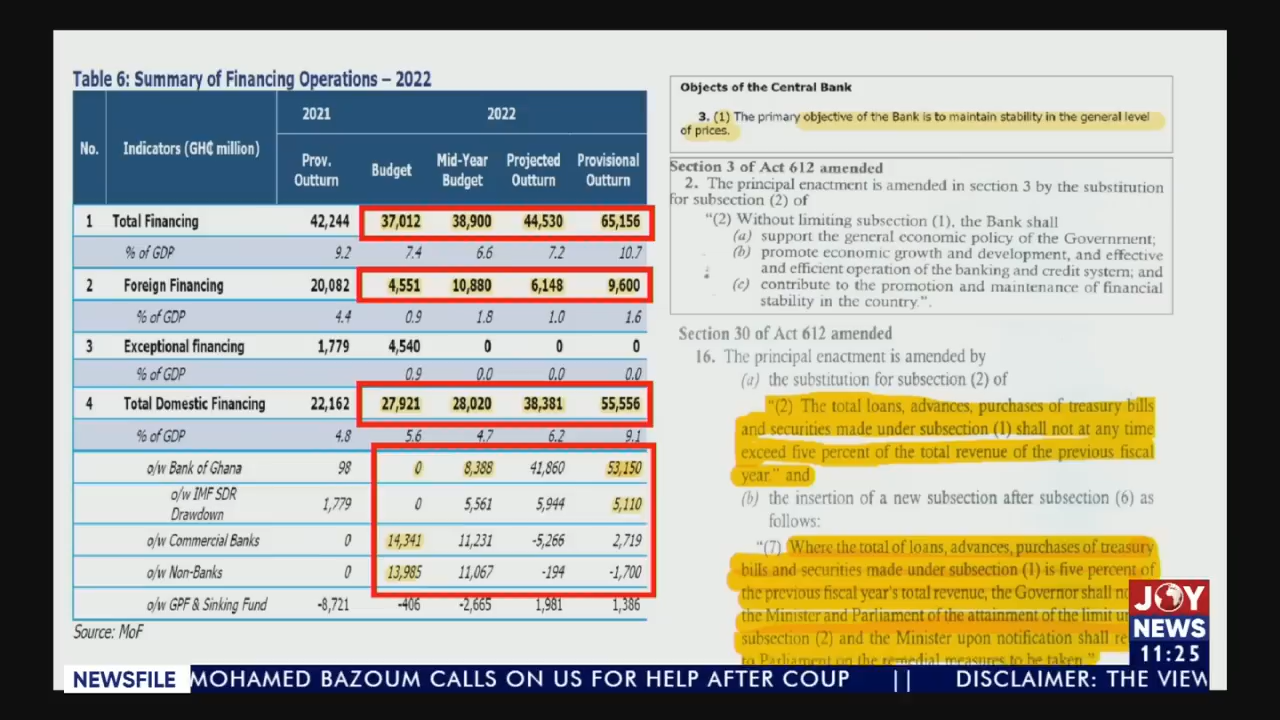 Table 6: Summary of Financing Operations – 2022
No. Indicators (GH₵ million) 2021 2022
Prov. Outturn Budget Mid-Year Budget Projected Outturn Provisional Outturn
1 Total Financing 42,244 37,012 38,900 44,530 65,156
% of GDP 9.2 7.4 6.6 7.2 10.7
2 Foreign Financing 20,082 4,551 10,880 6,148 9,600
% of GDP 4.4 0.9 1.8 1.0 1.6
3 Exceptional financing 1,779 4,540 0 0 0
% of GDP 0.9 0.0 0.0 0.0
4 Total Domestic Financing 22,162 27,921 28,020 38,381 55,556
% of GDP 4.8 5.6 4.7 6.2 9.1
o/w Bank of Ghana 98 0 8,388 41,860 53,150
o/w IMF SDR Drawdown 1,779 0 5,561 5,944 5,110
o/w Commercial Banks 0 14,341 11,231 -5,266 2,719
o/w Non-Banks 0 13,985 11,067 -194 -1,700
o/w GPF & Sinking Fund -8,721 -406 -2,665 1,981 1,386
Source: MoF
Objects of the Central Bank
3. (1) The primary objective of the Bank is to maintain stability in the general level
of prices.
Section 3 of Act 612 amended
2. The principal enactment is amended in section 3 by the substitution
for subsection (2) of
"(2) Without limiting subsection (1), the Bank shall
(a) support the general economic policy of the Government;
(b) promote economic growth and development, and effective
and efficient operation of the banking and credit system; and
(c) contribute to the promotion and maintenance of financial
stability in the country.".
Section 30 of Act 612 amended
16. The principal enactment is amended by
(a) the substitution for subsection (2) of
"(2) The total loans, advances, purchases of treasury bills
and securities made under subsection (1) shall not at any time
exceed five percent of the total revenue of the previous fiscal
year." and
(b) the insertion of a new subsection after subsection (6) as
follows:
"(7) Where the total of loans, advances, purchases of treasury
bills and securities made under subsection (1) is five percent of
the previous fiscal year's total revenue, the Governor shall
the Minister and Parliament of the attainment of the limit
subsection (2) and the Minister upon notification shall
to Parliament on the remedial measures to be taken."
JOY
NEWS
11:25
NEWSFILE MOHAMED BAZOUM CALLS ON US FOR HELP AFTER COUP || DISCLAIMER: THE VIEW